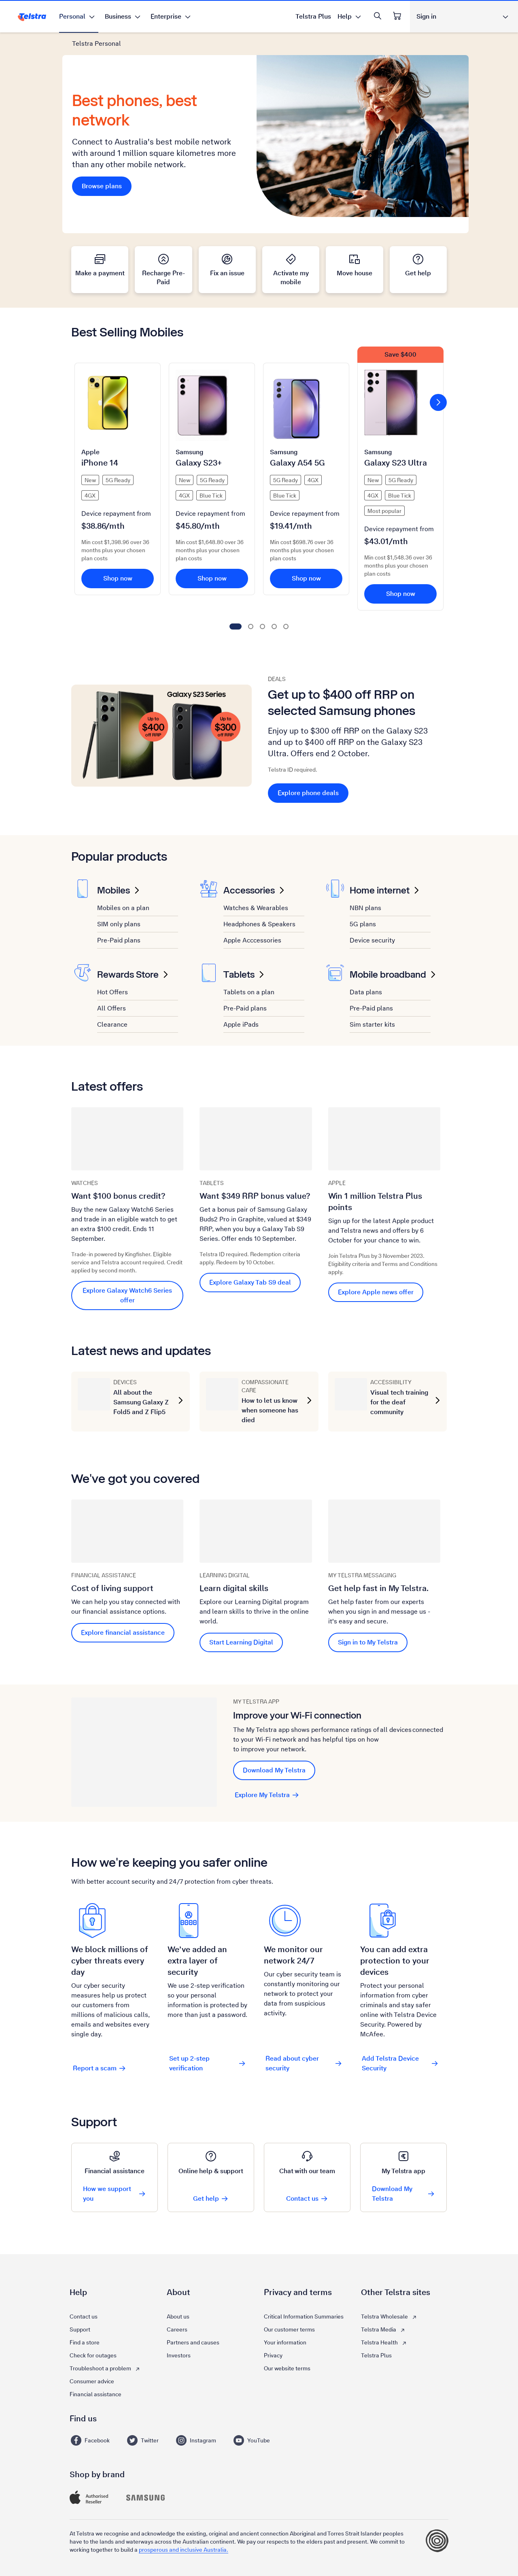 Telstra
Personal
Business
Enterprise
Telstra Plus
Help
Sign in
Telstra Personal
Best phones, best
network
Connect to Australia's best mobile network
with around 1 million square kilometres more
than any other mobile network.
Browse plans
Make a payment
Recharge Pre-
Paid
Fix an issue
Activate my
mobile
Move house
Get help
Best Selling Mobiles
Apple
iPhone 14
New
5G Ready
4GX
Device repayment from
$38.86/mth
Min cost $1,398.96 over 36
months plus your chosen
plan costs
Shop now
Samsung
Galaxy S23+
New
5G Ready
4GX
Blue Tick
Device repayment from
$45.80/mth
Min cost $1,648.80 over 36
months plus your chosen
plan costs
Shop now
Samsung
Galaxy A54 5G
5G Ready
4GX
Blue Tick
Device repayment from
$19.41/mth
Min cost $698.76 over 36
months plus your chosen
plan costs
Shop now
Save $400
Samsung
Galaxy S23 Ultra
New
5G Ready
4GX
Blue Tick
Most popular
Device repayment from
$43.01/mth
Min cost $1,548.36 over 36
months plus your chosen
plan costs
Shop now
Galaxy S23 Series
Up to
$400
off RRP
Up to
$300
off RRP
DEALS
Get up to $400 off RRP on
selected Samsung phones
Enjoy up to $300 off RRP on the Galaxy S23
and up to $400 off RRP on the Galaxy S23
Ultra. Offers end 2 October.
Telstra ID required.
Explore phone deals
Popular products
Mobiles
Mobiles on a plan
SIM only plans
Pre-Paid plans
Accessories
Watches & Wearables
Headphones & Speakers
Apple Acccessories
Home internet
NBN plans
5G plans
Device security
Rewards Store
Hot Offers
All Offers
Clearance
Tablets
Tablets on a plan
Pre-Paid plans
Apple iPads
Mobile broadband
Data plans
Pre-Paid plans
Sim starter kits
Latest offers
WATCHES
Want $100 bonus credit?
Buy the new Galaxy Watch6 Series
and trade in an eligible watch to get
an extra $100 credit. Ends 11
September.
Trade-in powered by Kingfisher. Eligible
service and Telstra account required. Credit
applied by second month.
Explore Galaxy Watch6 Series
offer
TABLETS
Want $349 RRP bonus value?
Get a bonus pair of Samsung Galaxy
Buds2 Pro in Graphite, valued at $349
RRP, when you buy a Galaxy Tab S9
Series. Offer ends 10 September.
Telstra ID required. Redemption criteria
apply. Redeem by 10 October.
Explore Galaxy Tab S9 deal
APPLE
Win 1 million Telstra Plus
points
Sign up for the latest Apple product
and Telstra news and offers by 6
October for your chance to win.
Join Telstra Plus by 3 November 2023.
Eligibility criteria and Terms and Conditions
apply.
Explore Apple news offer
Latest news and updates
DEVICES
All about the
Samsung Galaxy Z
Fold5 and Z Flip5
COMPASSIONATE
CARE
How to let us know
when someone has
died
ACCESSIBILITY
Visual tech training
for the deaf
community
We've got you covered
FINANCIAL ASSISTANCE
Cost of living support
We can help you stay connected with
our financial assistance options.
Explore financial assistance
LEARNING DIGITAL
Learn digital skills
Explore our Learning Digital program
and learn skills to thrive in the online
world.
Start Learning Digital
MY TELSTRA MESSAGING
Get help fast in My Telstra.
Get help faster from our experts
when you sign in and message us -
it's easy and secure.
Sign in to My Telstra
MY TELSTRA APP
Improve your Wi-Fi connection
The My Telstra app shows performance ratings of all devices connected
to your Wi-Fi network and has helpful tips on how
to improve your network.
Download My Telstra
Explore My Telstra
How we're keeping you safer online
With better account security and 24/7 protection from cyber threats.
We block millions of
cyber threats every
day
Our cyber security
measures help us protect
our customers from
millions of malicious calls,
emails and websites every
single day.
Report a scam
We've added an
extra layer of
security
We use 2-step verification
so your personal
information is protected by
more than just a password.
Set up 2-step
verification
We monitor our
network 24/7
Our cyber security team is
constantly monitoring our
network to protect your
data from suspicious
activity.
Read about cyber
security
You can add extra
protection to your
devices
Protect your personal
information from cyber
criminals and stay safer
online with Telstra Device
Security. Powered by
McAfee.
Add Telstra Device
Security
Support
Financial assistance
How we support
you
Online help & support
Get help
Chat with our team
Contact us
My Telstra app
Download My
Telstra
Help
Contact us
Support
Find a store
Check for outages
Troubleshoot a problem
Consumer advice
Financial assistance
About
About us
Careers
Partners and causes
Investors
Privacy and terms
Critical Information Summaries
Our customer terms
Your information
Privacy
Our website terms
Other Telstra sites
Telstra Wholesale
Telstra Media
Telstra Health
Telstra Plus
Find us
Facebook
Twitter
Instagram
YouTube
Shop by brand
Authorised
Reseller
SAMSUNG
At Telstra we recognise and acknowledge the existing, original and ancient connection Aboriginal and Torres Strait Islander peoples
have to the lands and waterways across the Australian continent. We pay our respects to the elders past and present. We commit to
working together to build a prosperous and inclusive Australia.